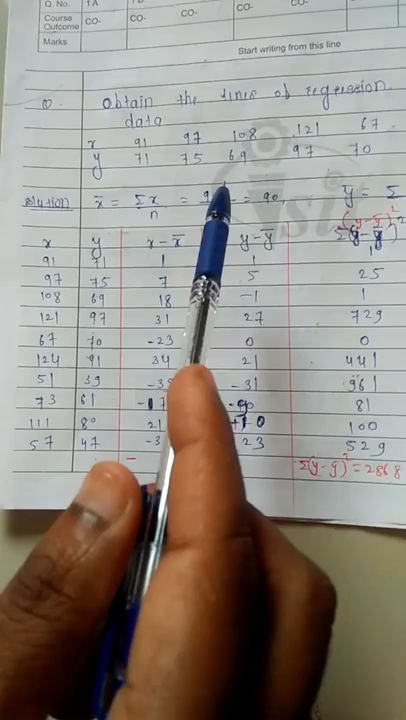 Q. No. 1 A
Course Outcome CO- CO- CO- CO- CO-
Marks
Start writing from this line
Q. Obtain the lines of regression
data
x 91 97 108 121 67
y 71 75 69 97 70
Solution x̄ = Σx/n = = 90, y = Σ
x y x-x̄ y-ȳ Σ(y-ȳ)²
91 71 1 1 1
97 75 7 5 25
108 69 18 -1 1
121 97 31 27 729
67 70 -23 0 0
124 91 34 21 441
51 39 -31 961
73 61 -17 81
111 80 21 +10 100
57 47 23 529
Σ(y-ȳ)² = 2868